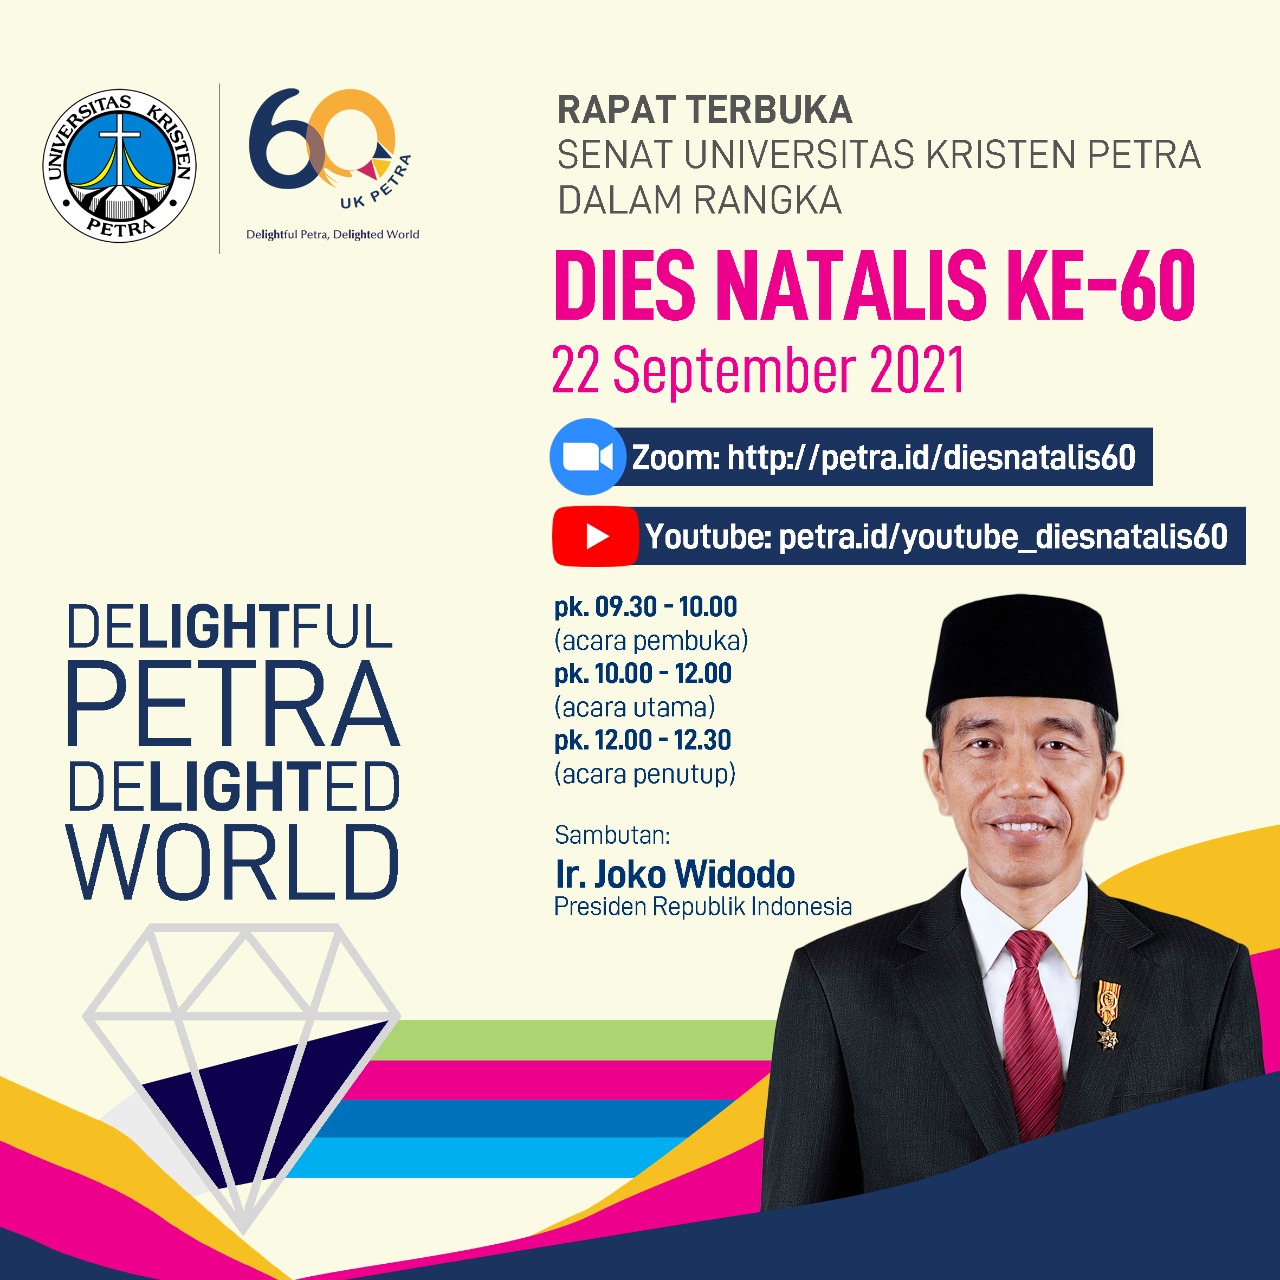 UNIVERSITAS KRISTEN
PETRA
60
UK PETRA
Delightful Petra, Delighted World
RAPAT TERBUKA
SENAT UNIVERSITAS KRISTEN PETRA
DALAM RANGKA
DIES NATALIS KE-60
22 September 2021
Zoom: http://petra.id/diesnatalis60
Youtube: petra.id/youtube_diesnatalis60
pk. 09.30 - 10.00
(acara pembuka)
pk. 10.00 - 12.00
(acara utama)
pk. 12.00 - 12.30
(acara penutup)
Sambutan:
Ir. Joko Widodo
Presiden Republik Indonesia
DELIGHTFUL
PETRA
DELIGHTED
WORLD